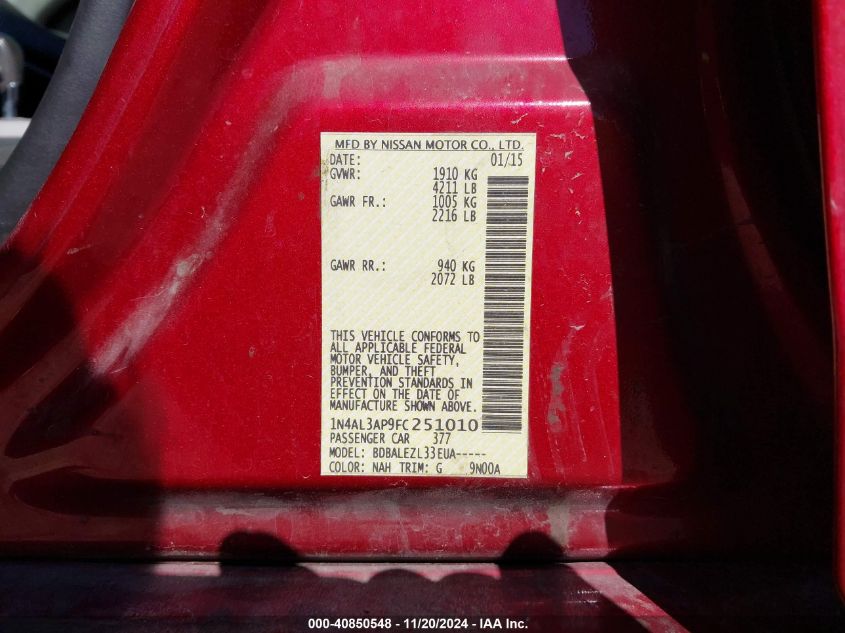 MFD BY NISSAN MOTOR CO., LTD.
DATE: 01/15
GVWR: 1910 KG
4211 LB
GAWR FR.: 1005 KG
2216 LB
GAWR RR.: 940 KG
2072 LB
THIS VEHICLE CONFORMS TO
ALL APPLICABLE FEDERAL
MOTOR VEHICLE SAFETY,
BUMPER, AND THEFT
PREVENTION STANDARDS IN
EFFECT ON THE DATE OF
MANUFACTURE SHOWN ABOVE.
1N4AL3AP9FC251010
PASSENGER CAR 377
MODEL: BDBALEZL33EUA-----
COLOR: NAH TRIM: G 9N00A
000-40850548 - 11/20/2024 - IAA Inc.